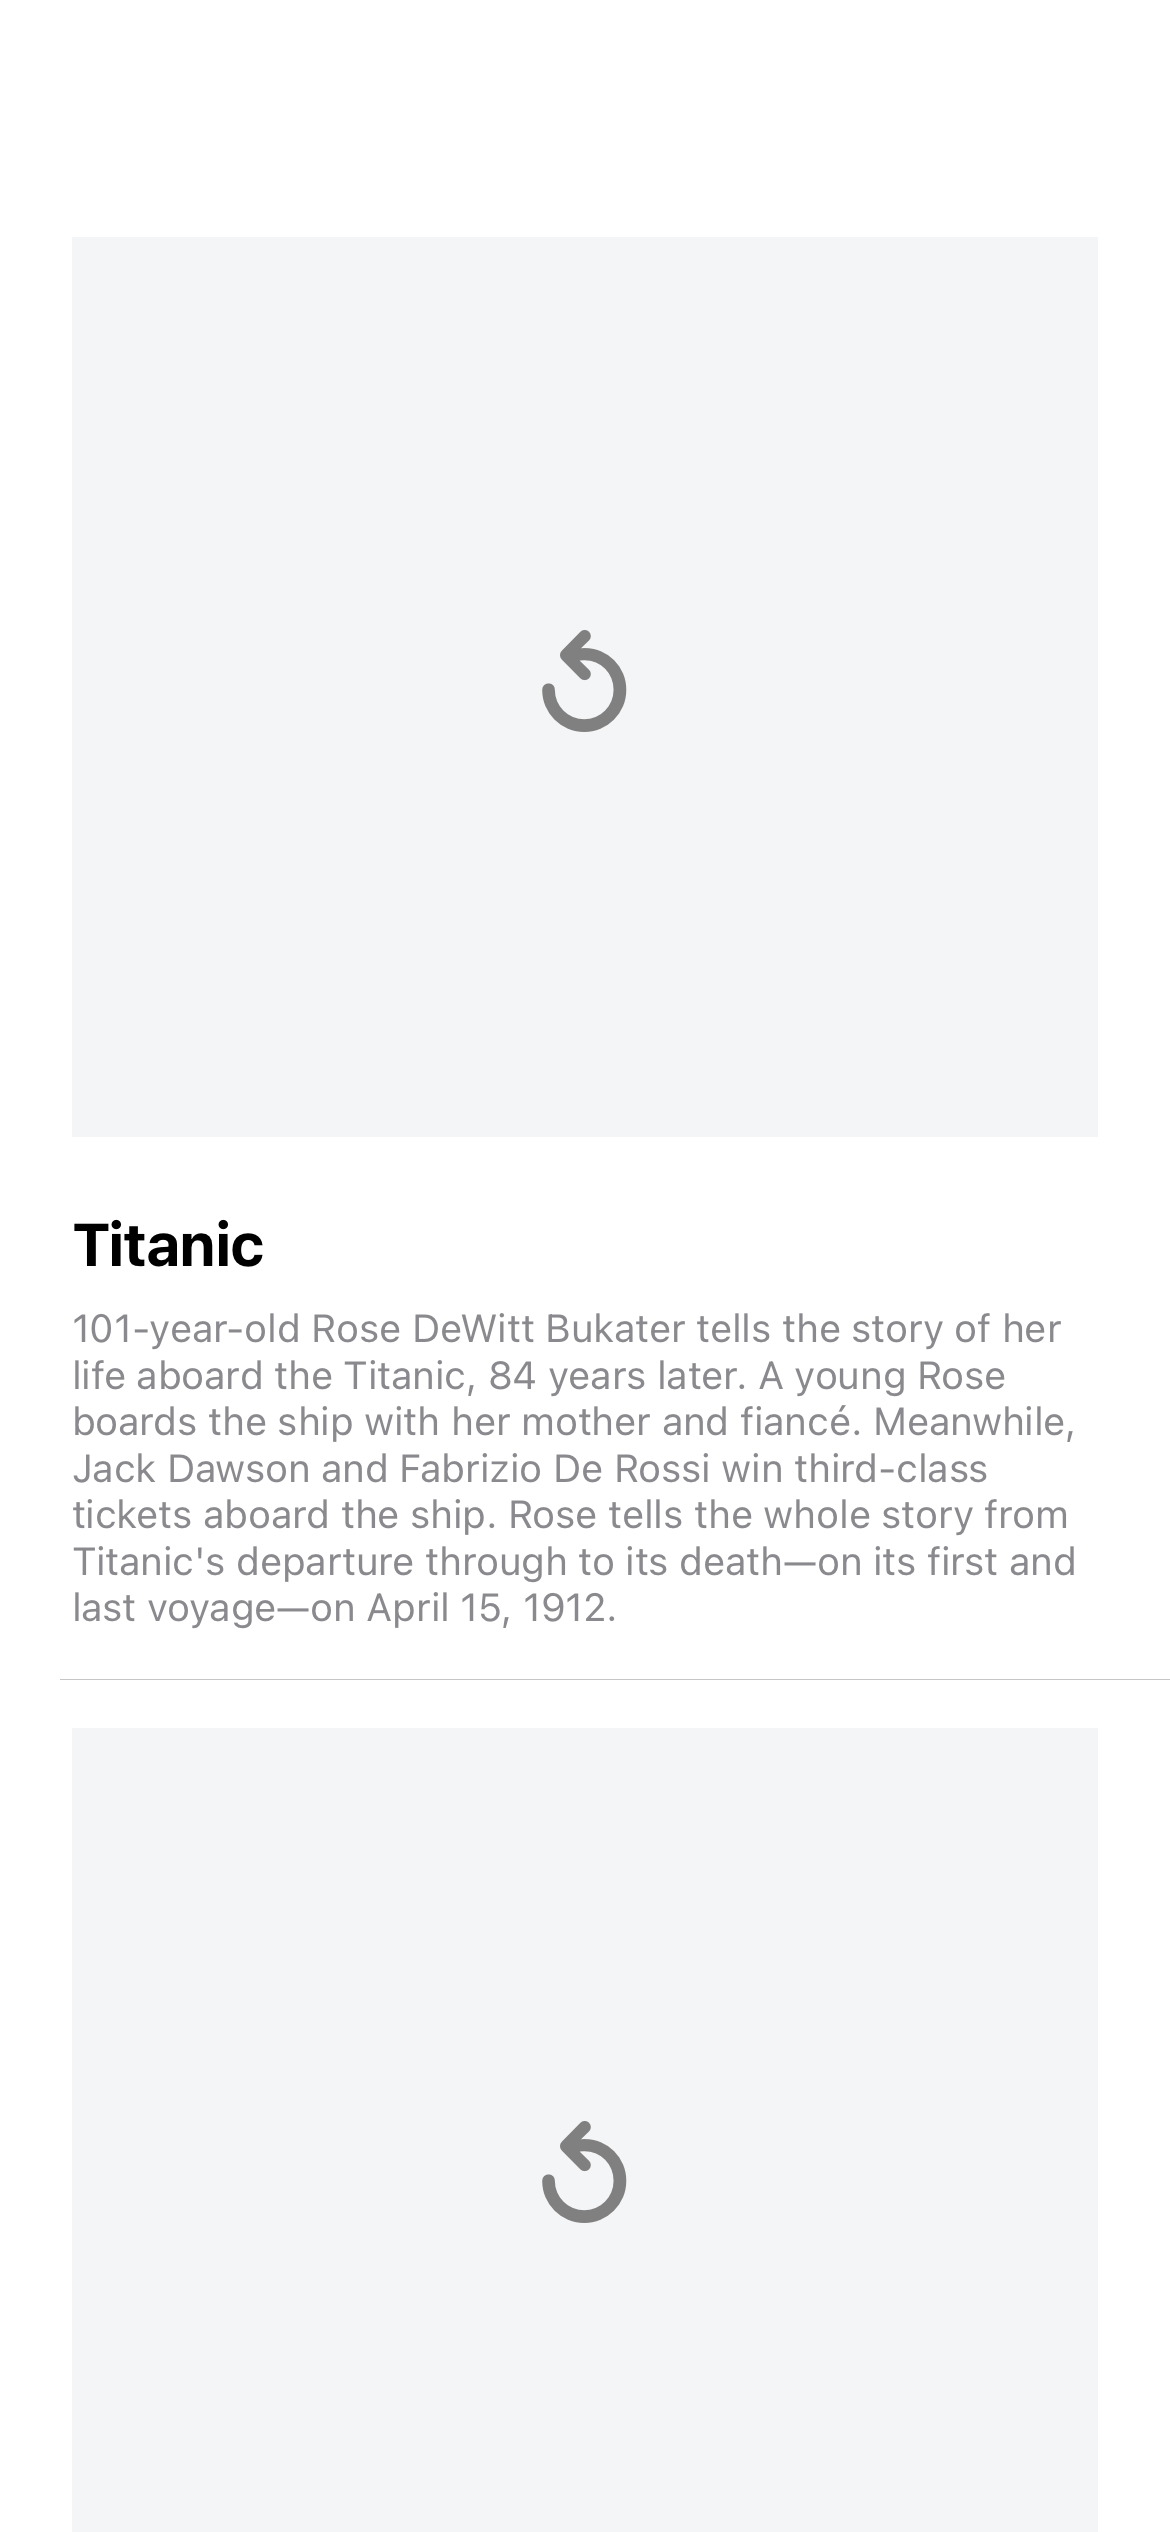 Titanic
101-year-old Rose DeWitt Bukater tells the story of her
life aboard the Titanic, 84 years later. A young Rose
boards the ship with her mother and fiancé. Meanwhile,
Jack Dawson and Fabrizio De Rossi win third-class
tickets aboard the ship. Rose tells the whole story from
Titanic's departure through to its death—on its first and
last voyage—on April 15, 1912.